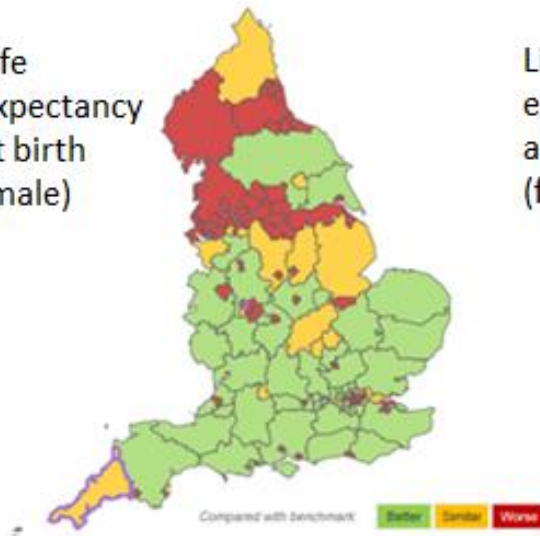 fe
xpectancy
t birth
male)
L
e
a
(f
Compared with benchmark Better Similar Worse